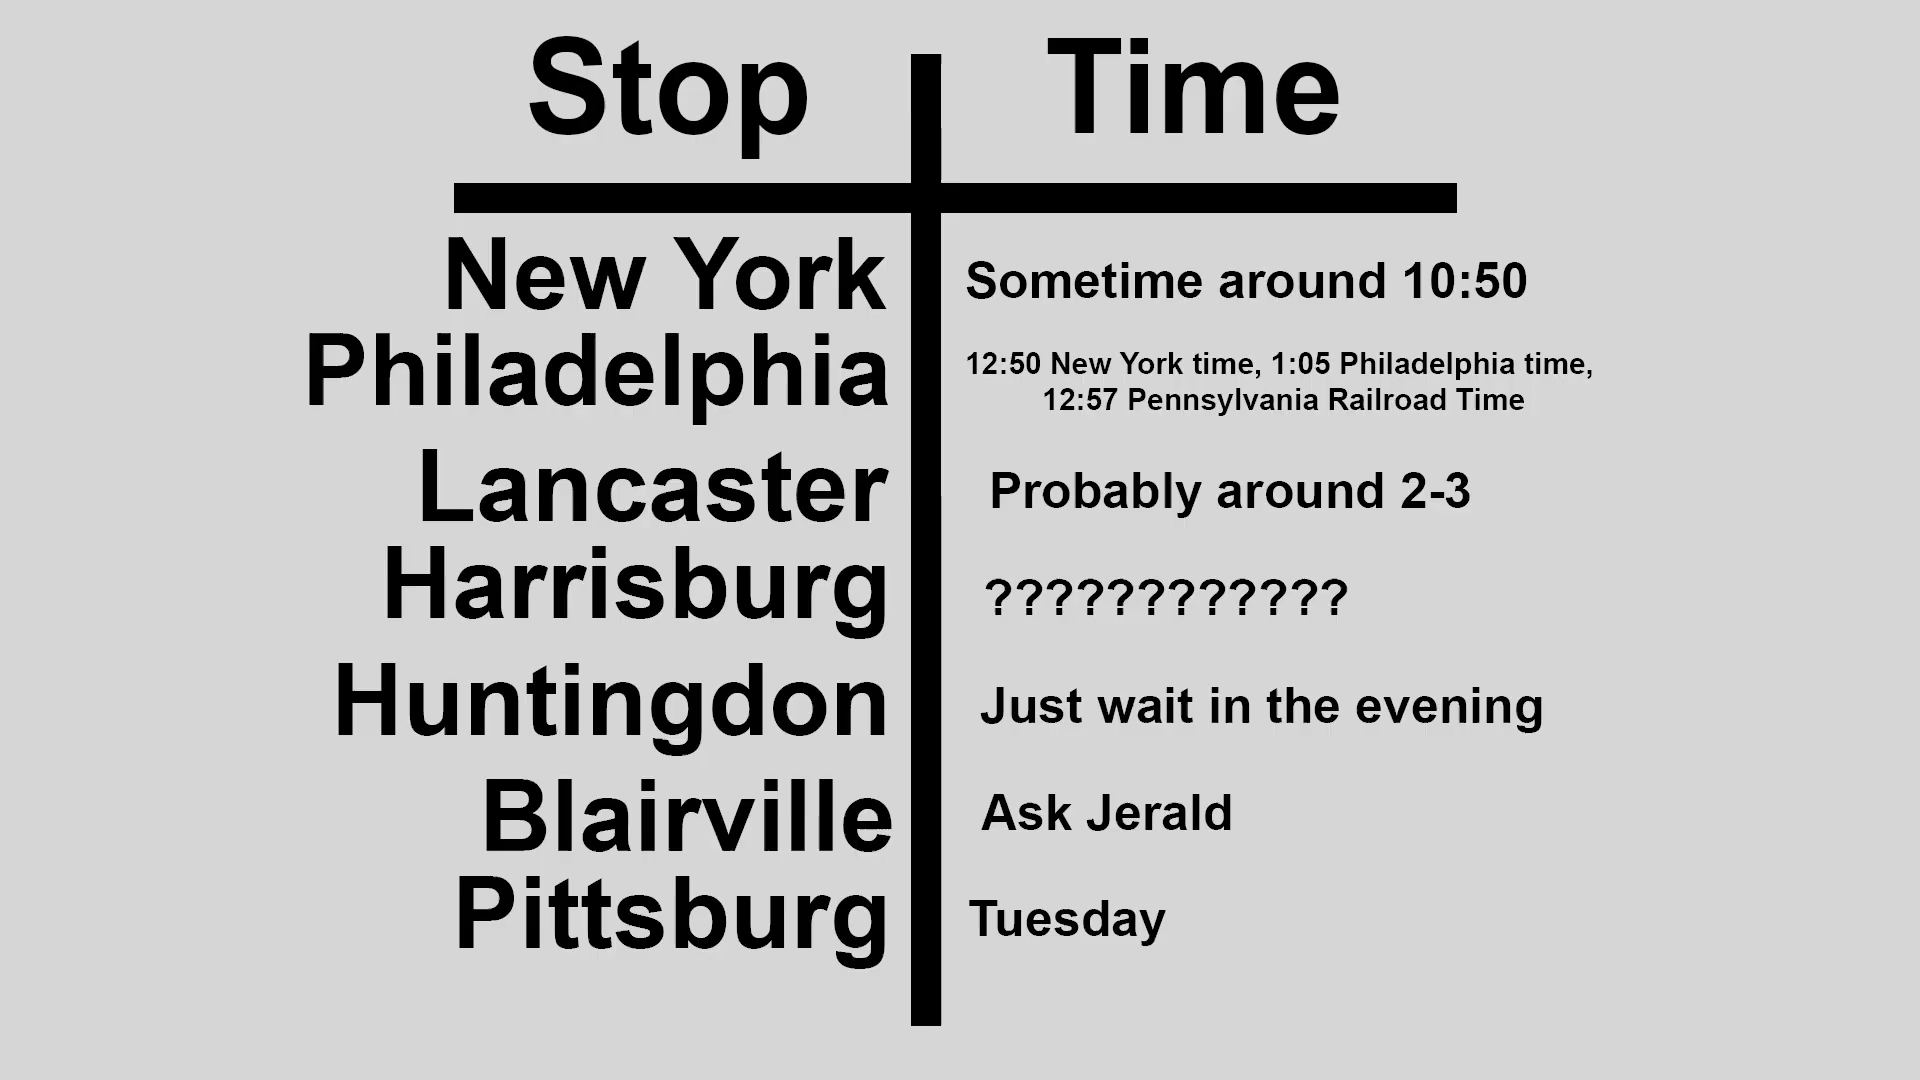 Stop Time
New York Sometime around 10:50
Philadelphia 12:50 New York time, 1:05 Philadelphia time,
12:57 Pennsylvania Railroad Time
Lancaster Probably around 2-3
Harrisburg ????????????
Huntingdon Just wait in the evening
Blairville Ask Jerald
Pittsburg Tuesday